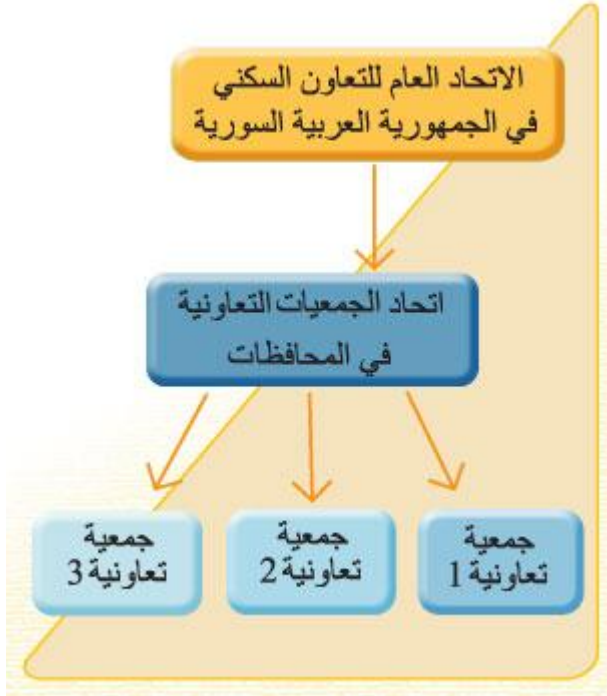 الاتحاد العام للتعاون السكني
في الجمهورية العربية السورية
اتحاد الجمعيات التعاونية
في المحافظات
جمعية
تعاونية 1
جمعية
تعاونية 2
جمعية
تعاونية 3